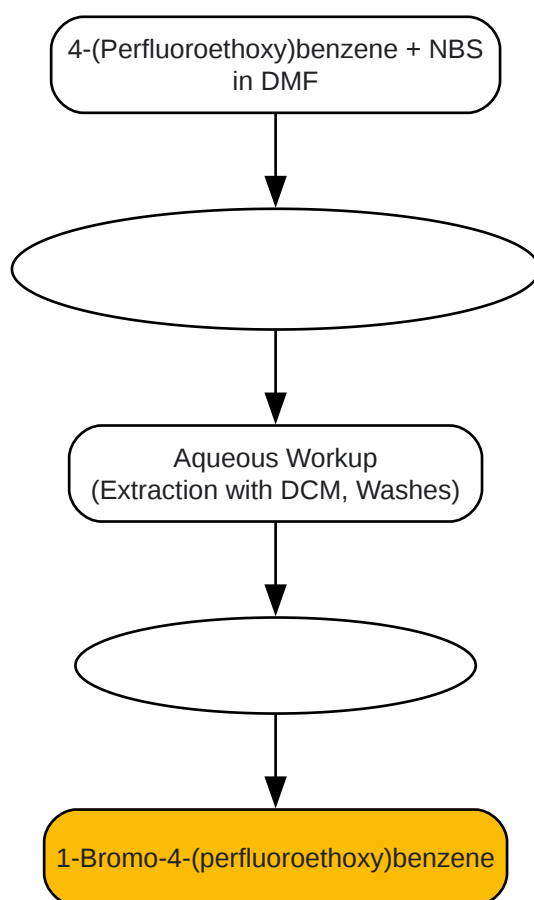 4-(Perfluoroethoxy)benzene + NBS
in DMF
Aqueous Workup
(Extraction with DCM, Washes)
1-Bromo-4-(perfluoroethoxy)benzene